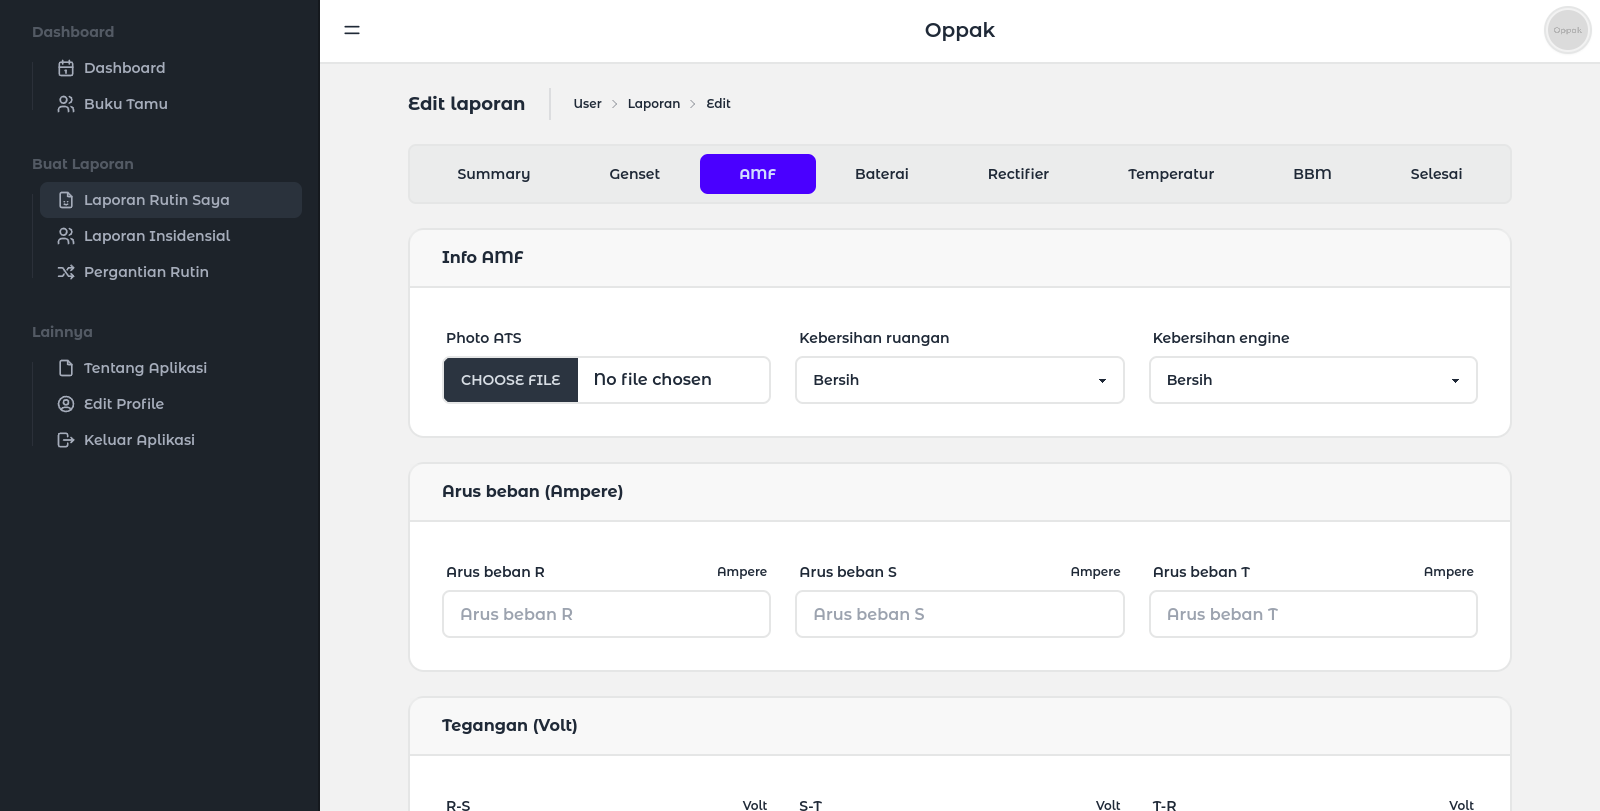 Dashboard
Dashboard
Buku Tamu
Buat Laporan
Laporan Rutin Saya
Laporan Insidensial
Pergantian Rutin
Lainnya
Tentang Aplikasi
Edit Profile
Keluar Aplikasi
Oppak
Oppak
Edit laporan
User > Laporan > Edit
Summary Genset AMF Baterai Rectifier Temperatur BBM Selesai
Info AMF
Photo ATS Kebersihan ruangan Kebersihan engine
CHOOSE FILE No file chosen Bersih Bersih
Arus beban (Ampere)
Arus beban R Ampere Arus beban S Ampere Arus beban T Ampere
Arus beban R Arus beban S Arus beban T
Tegangan (Volt)
R-S Volt S-T Volt T-R Volt